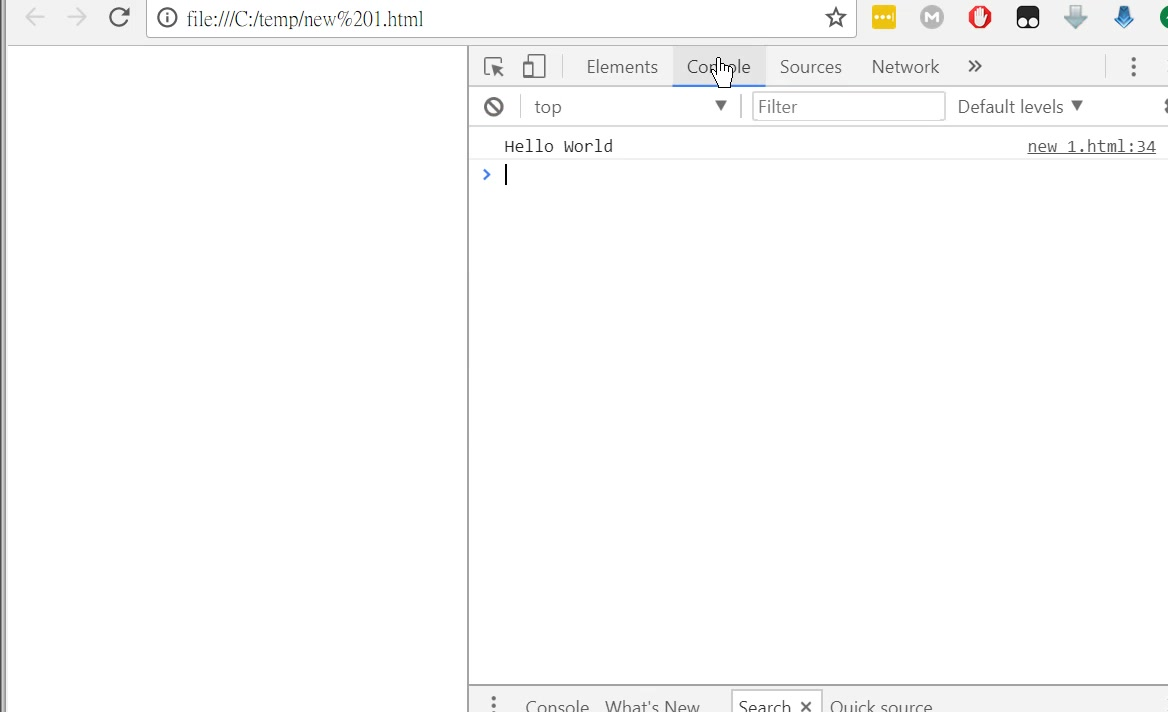 file:///C:/temp/new%201.html
Elements Console Sources Network »
top Filter Default levels
Hello World new 1.html:34
Console What's New Search × Quick source